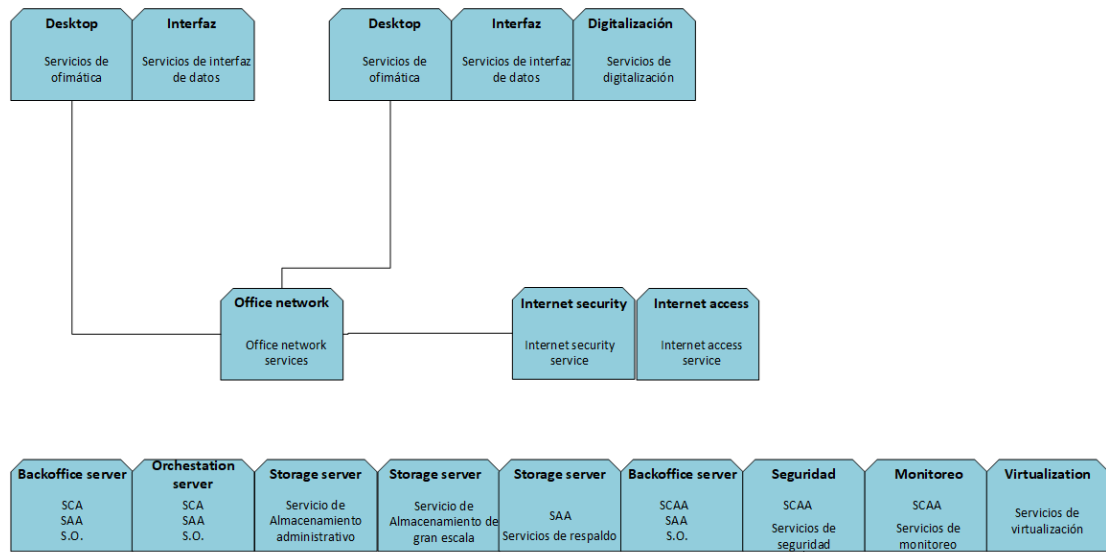 Desktop
Servicios de
ofimática
Interfaz
Servicios de interfaz
de datos
Desktop
Servicios de
ofimática
Interfaz
Servicios de interfaz
de datos
Digitalización
Servicios de
digitalización
Office network
Office network
services
Internet security
Internet security
service
Internet access
Internet access
service
Backoffice server
SCA
SAA
S.O.
Orchestation
server
SCA
SAA
S.O.
Storage server
Servicio de
Almacenamiento
administrativo
Storage server
Servicio de
Almacenamiento de
gran escala
Storage server
SAA
Servicios de respaldo
Backoffice server
SCAA
SAA
S.O.
Seguridad
SCAA
Servicios de
seguridad
Monitoreo
SCAA
Servicios de
monitoreo
Virtualization
Servicios de
virtualización